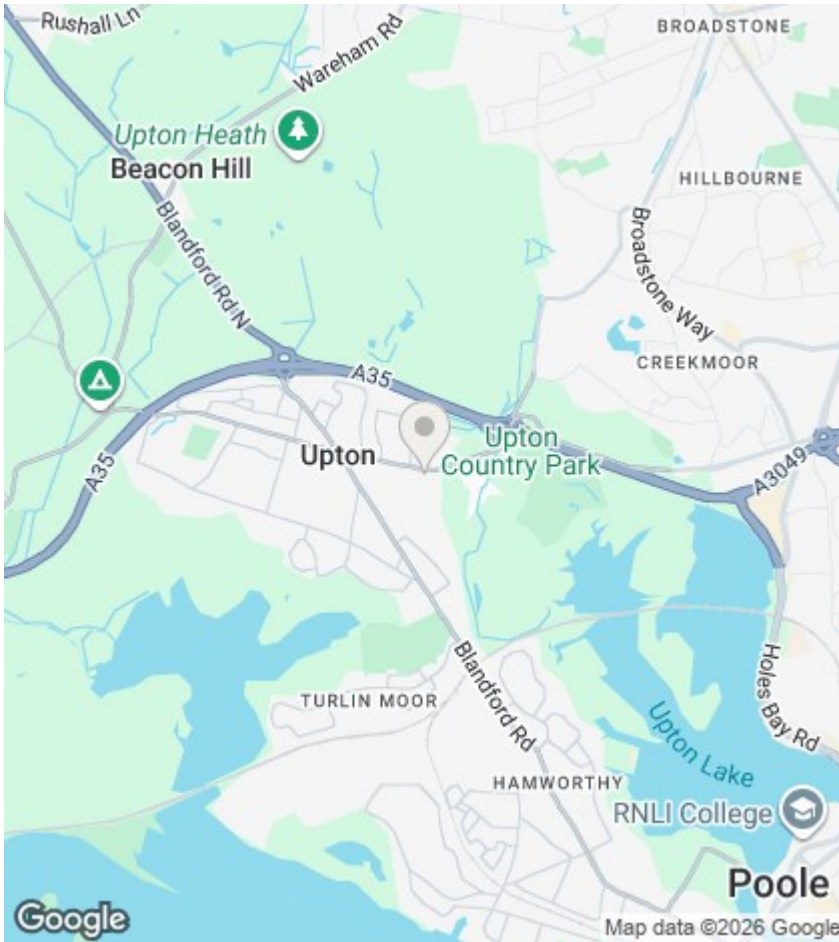 Rushall Ln
Wareham Rd
BROADSTONE
Upton Heath
Beacon Hill
HILLBOURNE
Blandford Rd N
Broadstone Way
CREEKMOOR
A35
Upton
Upton
Country Park
A35
A3049
Blandford Rd
Holes Bay Rd
TURLIN MOOR
Upton Lake
HAMWORTHY
RNLI College
Poole
Google
Map data ©2026 Google